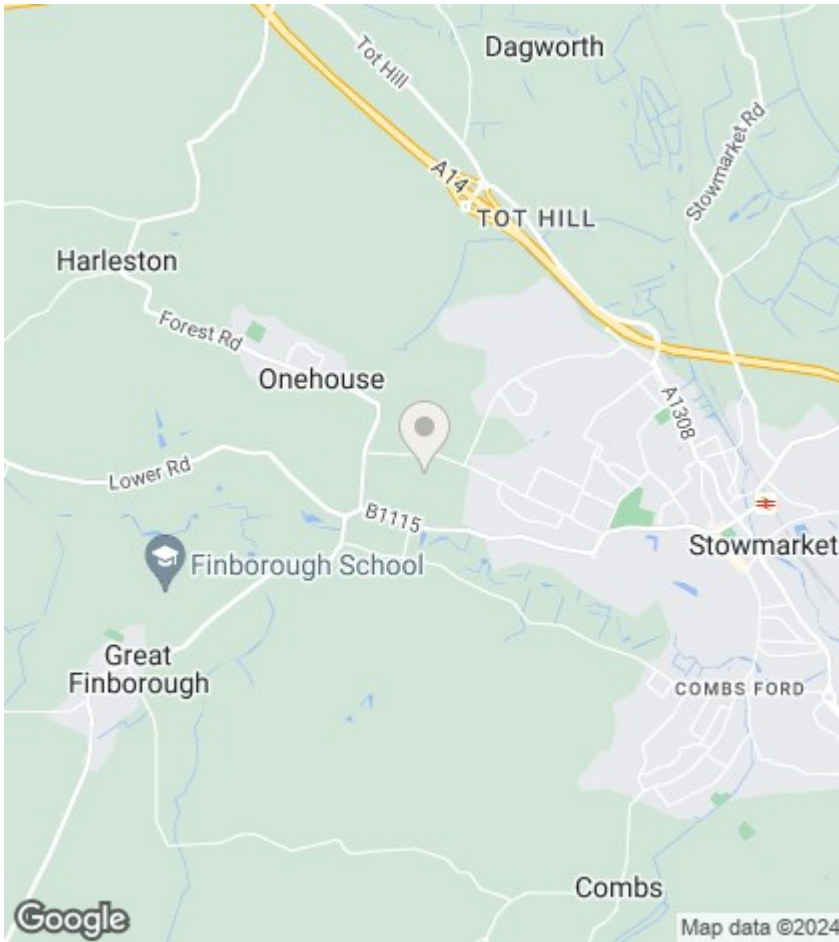 Dagworth
Tot Hill
Stowmarket Rd
A14
TOT HILL
Harleston
Forest Rd
Onehouse
A1308
Lower Rd
B1115
Stowmarket
Finborough School
Great
Finborough
COMBS FORD
Combs
Google
Map data ©2024